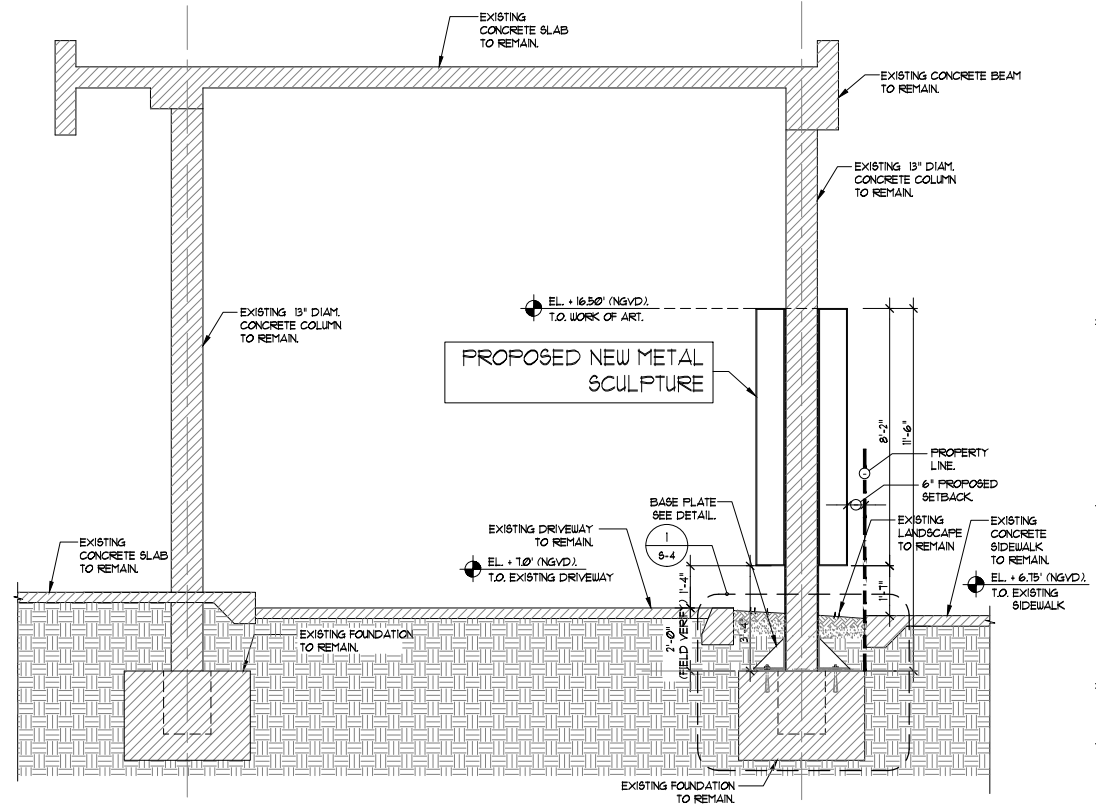 EXISTING
CONCRETE SLAB
TO REMAIN.
EXISTING CONCRETE BEAM
TO REMAIN.
EXISTING 13" DIAM.
CONCRETE COLUMN
TO REMAIN.
EL. + 16.50' (NGVD).
T.O. WORK OF ART.
EXISTING 13" DIAM.
CONCRETE COLUMN
TO REMAIN.
PROPOSED NEW METAL
SCULPTURE
8'-2"
11'-6"
PROPERTY
LINE.
6" PROPOSED
SETBACK.
BASE PLATE
SEE DETAIL.
EXISTING DRIVEWAY
TO REMAIN.
1
S-4
EXISTING
LANDSCAPE
TO REMAIN
EXISTING
CONCRETE
SIDEWALK
TO REMAIN.
EXISTING
CONCRETE SLAB
TO REMAIN.
EL. + 7.0' (NGVD).
T.O. EXISTING DRIVEWAY
EL. + 6.75' (NGVD).
T.O. EXISTING
SIDEWALK
1'-4"
2'-0"
(FIELD VERIFY)
3'-4"
EXISTING FOUNDATION
TO REMAIN.
EXISTING FOUNDATION
TO REMAIN.